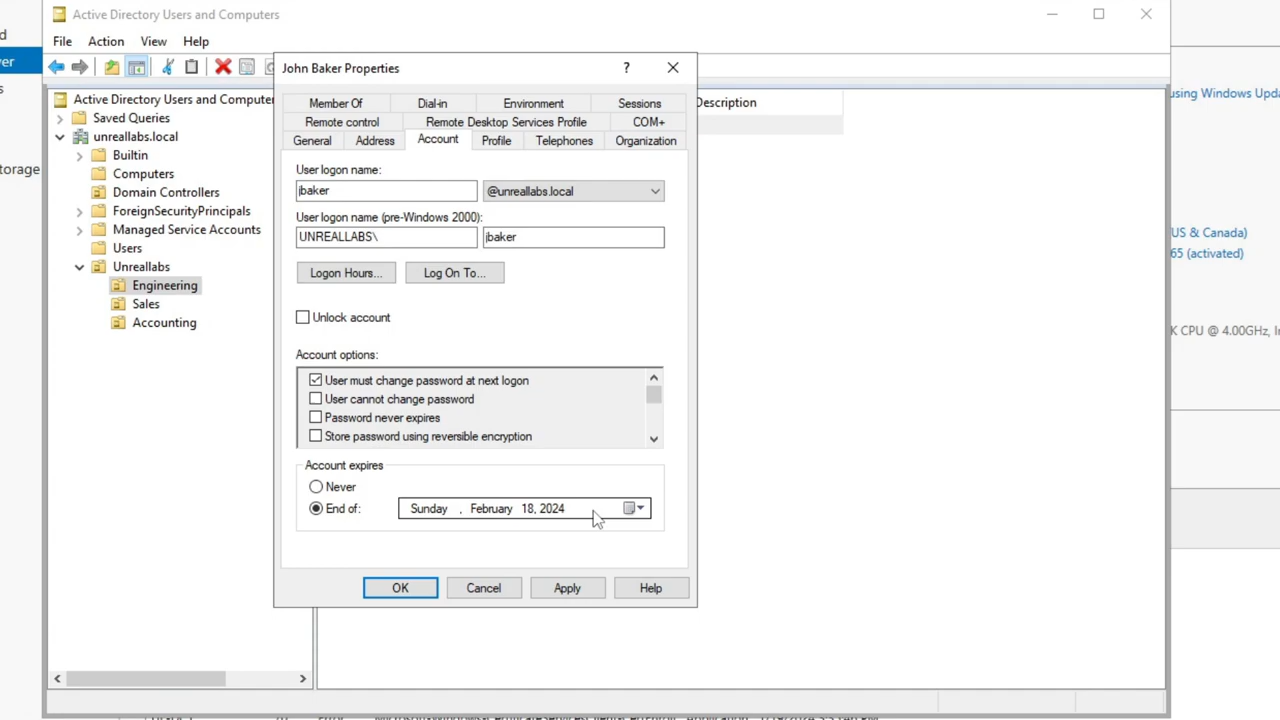 Active Directory Users and Computers
File Action View Help
Active Directory Users and Computer
Saved Queries
unreallabs.local
Builtin
Computers
Domain Controllers
ForeignSecurityPrincipals
Managed Service Accounts
Users
Unreallabs
Engineering
Sales
Accounting
John Baker Properties
?
Member Of Dial-in Environment Sessions
Remote control Remote Desktop Services Profile COM+
General Address Account Profile Telephones Organization
User logon name:
jbaker @unreallabs.local
User logon name (pre-Windows 2000):
UNREALLABS\ jbaker
Logon Hours... Log On To...
Unlock account
Account options:
User must change password at next logon
User cannot change password
Password never expires
Store password using reversible encryption
Account expires
Never
End of: Sunday , February 18, 2024
OK Cancel Apply Help
Description
using Windows Upda
US & Canada)
65 (activated)
K CPU @ 4.00GHz, In
d
er
s
torage